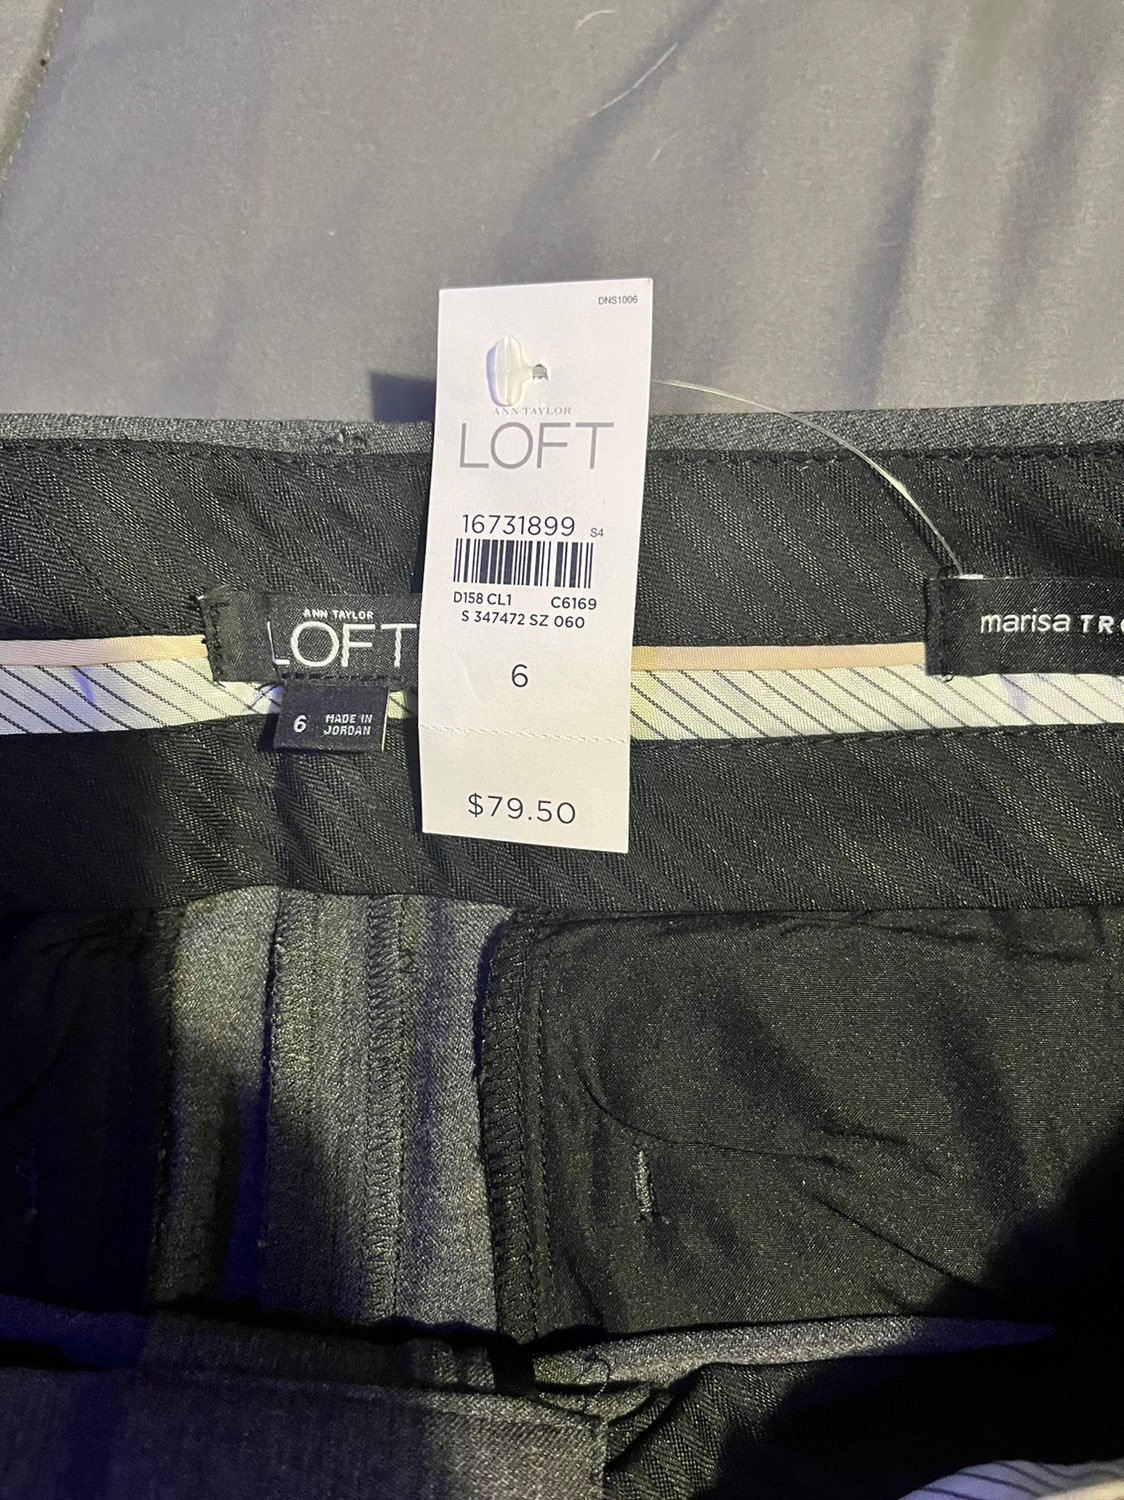 DNS1006
ANN TAYLOR
LOFT
16731899 S4
D158 CL1 C6169
S 347472 SZ 060
6
$79.50
ANN TAYLOR
LOFT
6 MADE IN
JORDAN
marisa